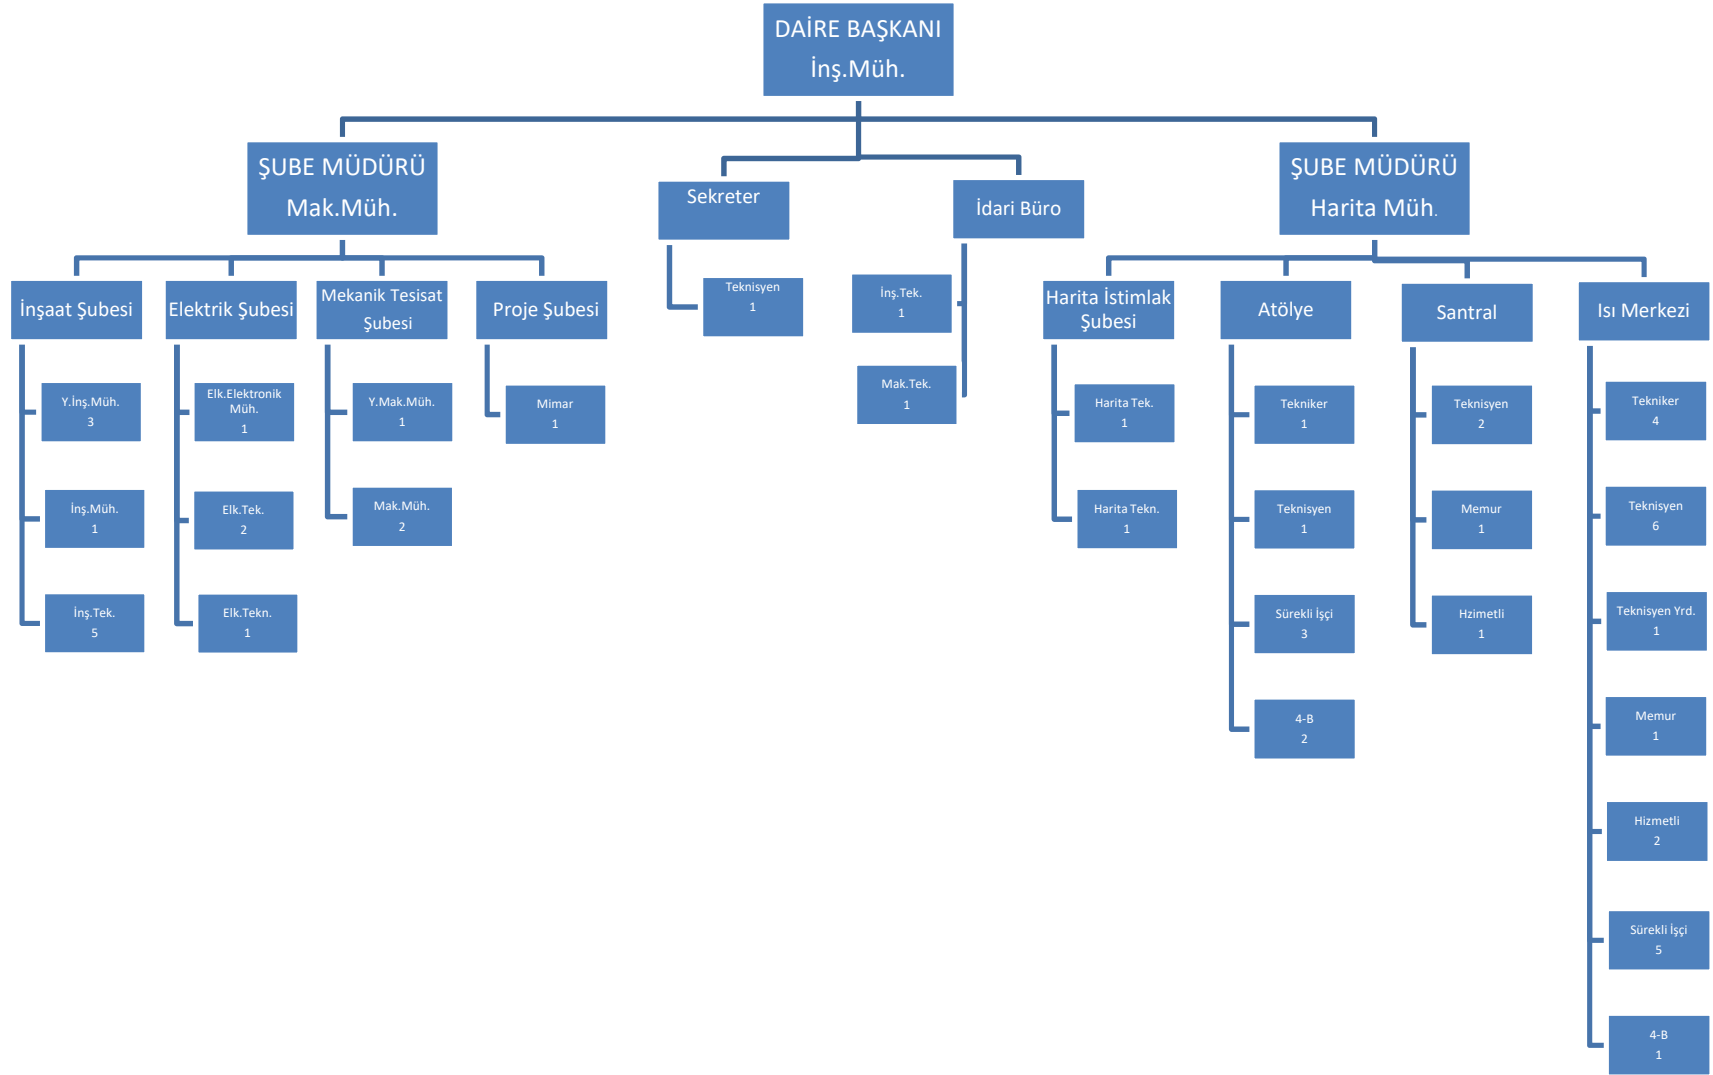 DAİRE BAŞKANI
İnş.Müh.
ŞUBE MÜDÜRÜ
Mak.Müh.
Sekreter
İdari Büro
ŞUBE MÜDÜRÜ
Harita Müh.
İnşaat Şubesi
Y.İnş.Müh.
3
İnş.Müh.
1
İnş.Tek.
5
Elektrik Şubesi
Elk.Elektronik
Müh.
1
Elk.Tek.
2
Elk.Tekn.
1
Mekanik Tesisat
Şubesi
Y.Mak.Müh.
1
Mak.Müh.
2
Proje Şubesi
Mimar
1
Teknisyen
1
İnş.Tek.
1
Mak.Tek.
1
Harita İstimlak
Şubesi
Harita Tek.
1
Harita Tekn.
1
Atölye
Tekniker
1
Teknisyen
1
Sürekli İşçi
3
4-B
2
Santral
Teknisyen
2
Memur
1
Hzimetli
1
Isı Merkezi
Tekniker
4
Teknisyen
6
Teknisyen Yrd.
1
Memur
1
Hizmetli
2
Sürekli İşçi
5
4-B
1